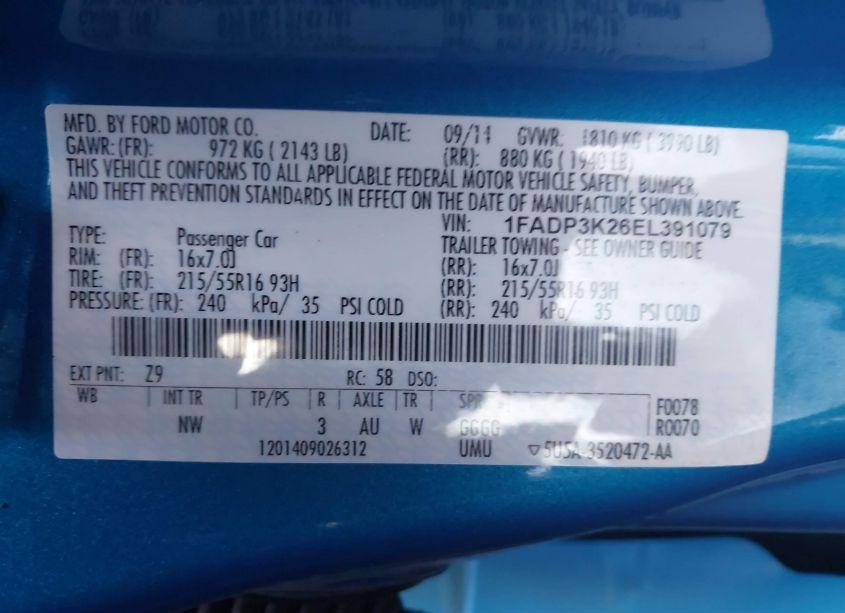 MFD. BY FORD MOTOR CO. DATE: 09/14 GVWR: 1810 KG ( 3990 LB)
GAWR: (FR): 972 KG ( 2143 LB) (RR): 880 KG ( 1940 LB)
THIS VEHICLE CONFORMS TO ALL APPLICABLE FEDERAL MOTOR VEHICLE SAFETY, BUMPER,
AND THEFT PREVENTION STANDARDS IN EFFECT ON THE DATE OF MANUFACTURE SHOWN ABOVE.
VIN: 1FADP3K26EL391079
TYPE: Passenger Car TRAILER TOWING - SEE OWNER GUIDE
RIM: (FR): 16x7.0J (RR): 16x7.0J
TIRE: (FR): 215/55R16 93H (RR): 215/55R16 93H
PRESSURE: (FR): 240 kPa/ 35 PSI COLD (RR): 240 kPa/ 35 PSI COLD
EXT PNT: Z9 RC: 58 DSO:
WB INT TR TP/PS R AXLE TR SPR F0078
NW 3 AU W GGGG R0070
1201409026312 UMU ▽5U5A-3520472-AA